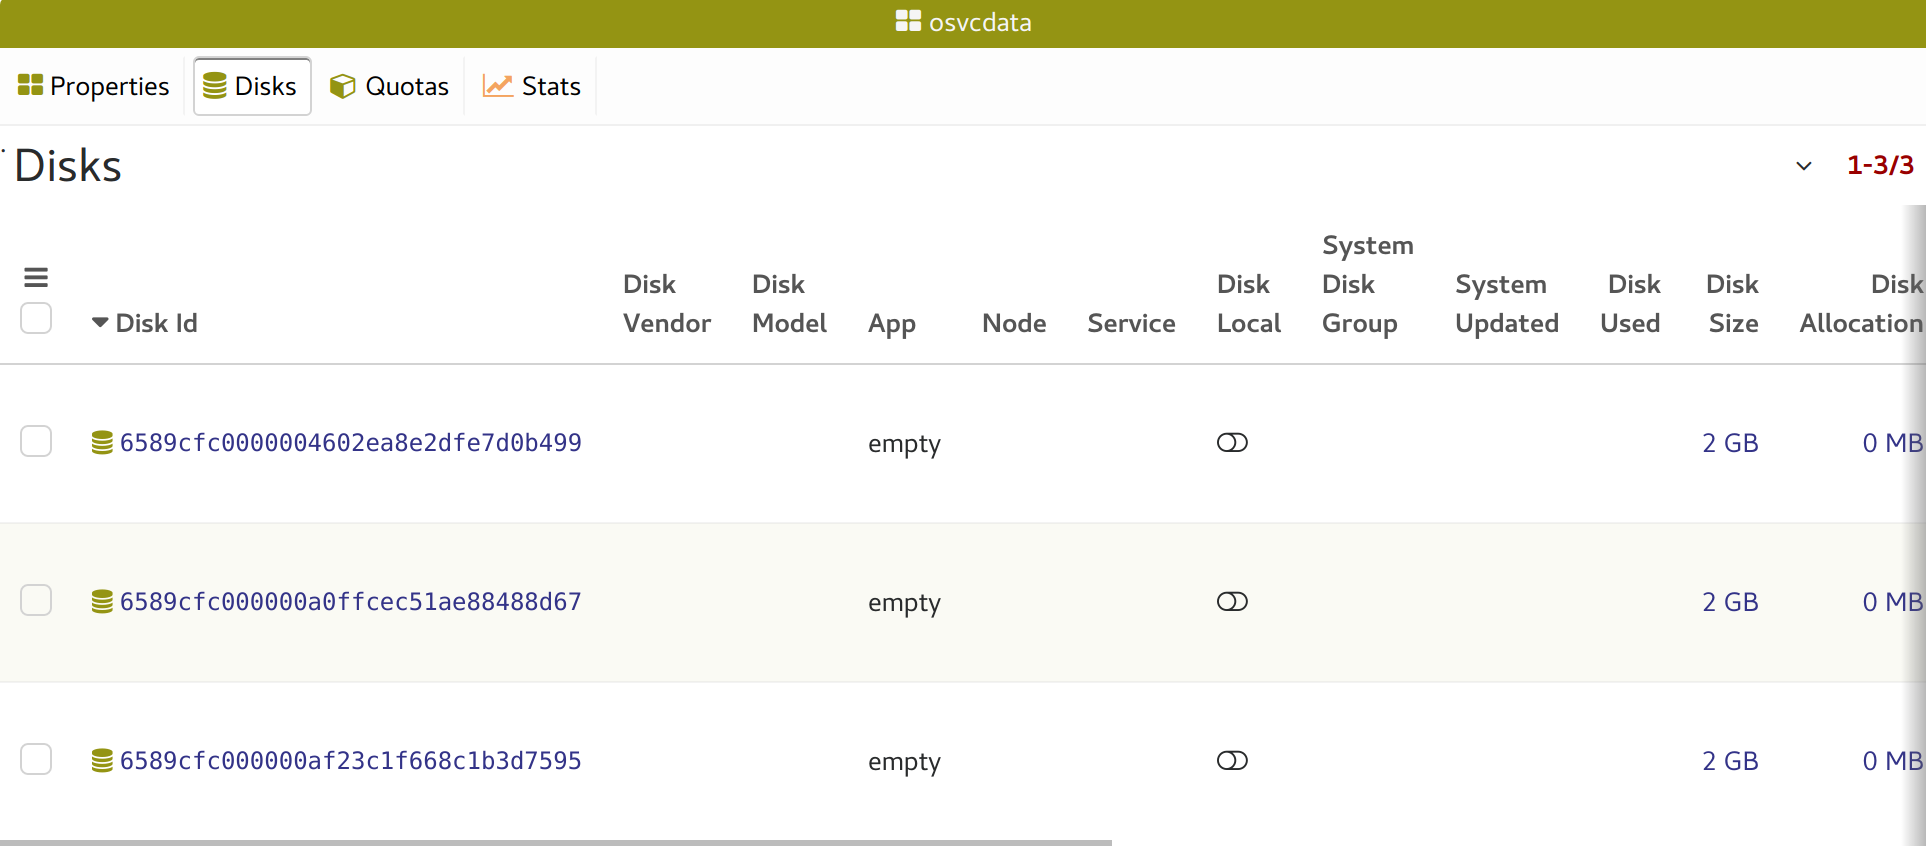 osvcdata
Properties Disks Quotas Stats
Disks 1-3/3
Disk Id Disk Vendor Disk Model App Node Service Disk Local System Disk Group System Updated Disk Used Disk Size Disk Allocation
6589cfc0000004602ea8e2dfe7d0b499 empty 2 GB 0 MB
6589cfc000000a0ffcec51ae88488d67 empty 2 GB 0 MB
6589cfc000000af23c1f668c1b3d7595 empty 2 GB 0 MB